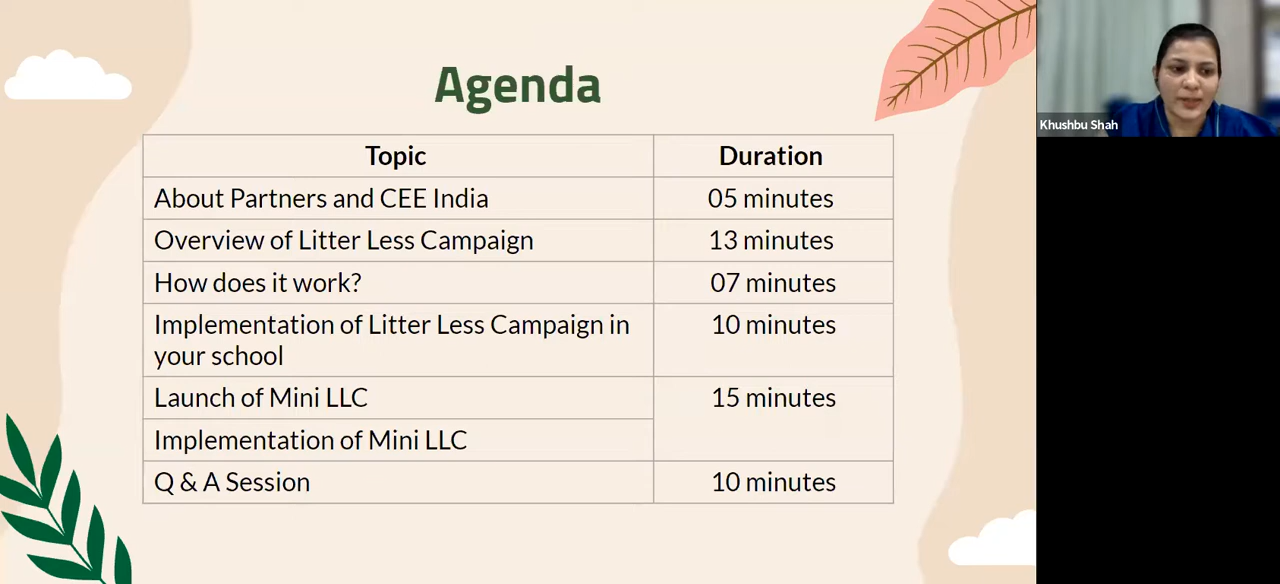 Agenda
Topic Duration
About Partners and CEE India 05 minutes
Overview of Litter Less Campaign 13 minutes
How does it work? 07 minutes
Implementation of Litter Less Campaign in 10 minutes
your school
Launch of Mini LLC 15 minutes
Implementation of Mini LLC
Q & A Session 10 minutes
Khushbu Shah